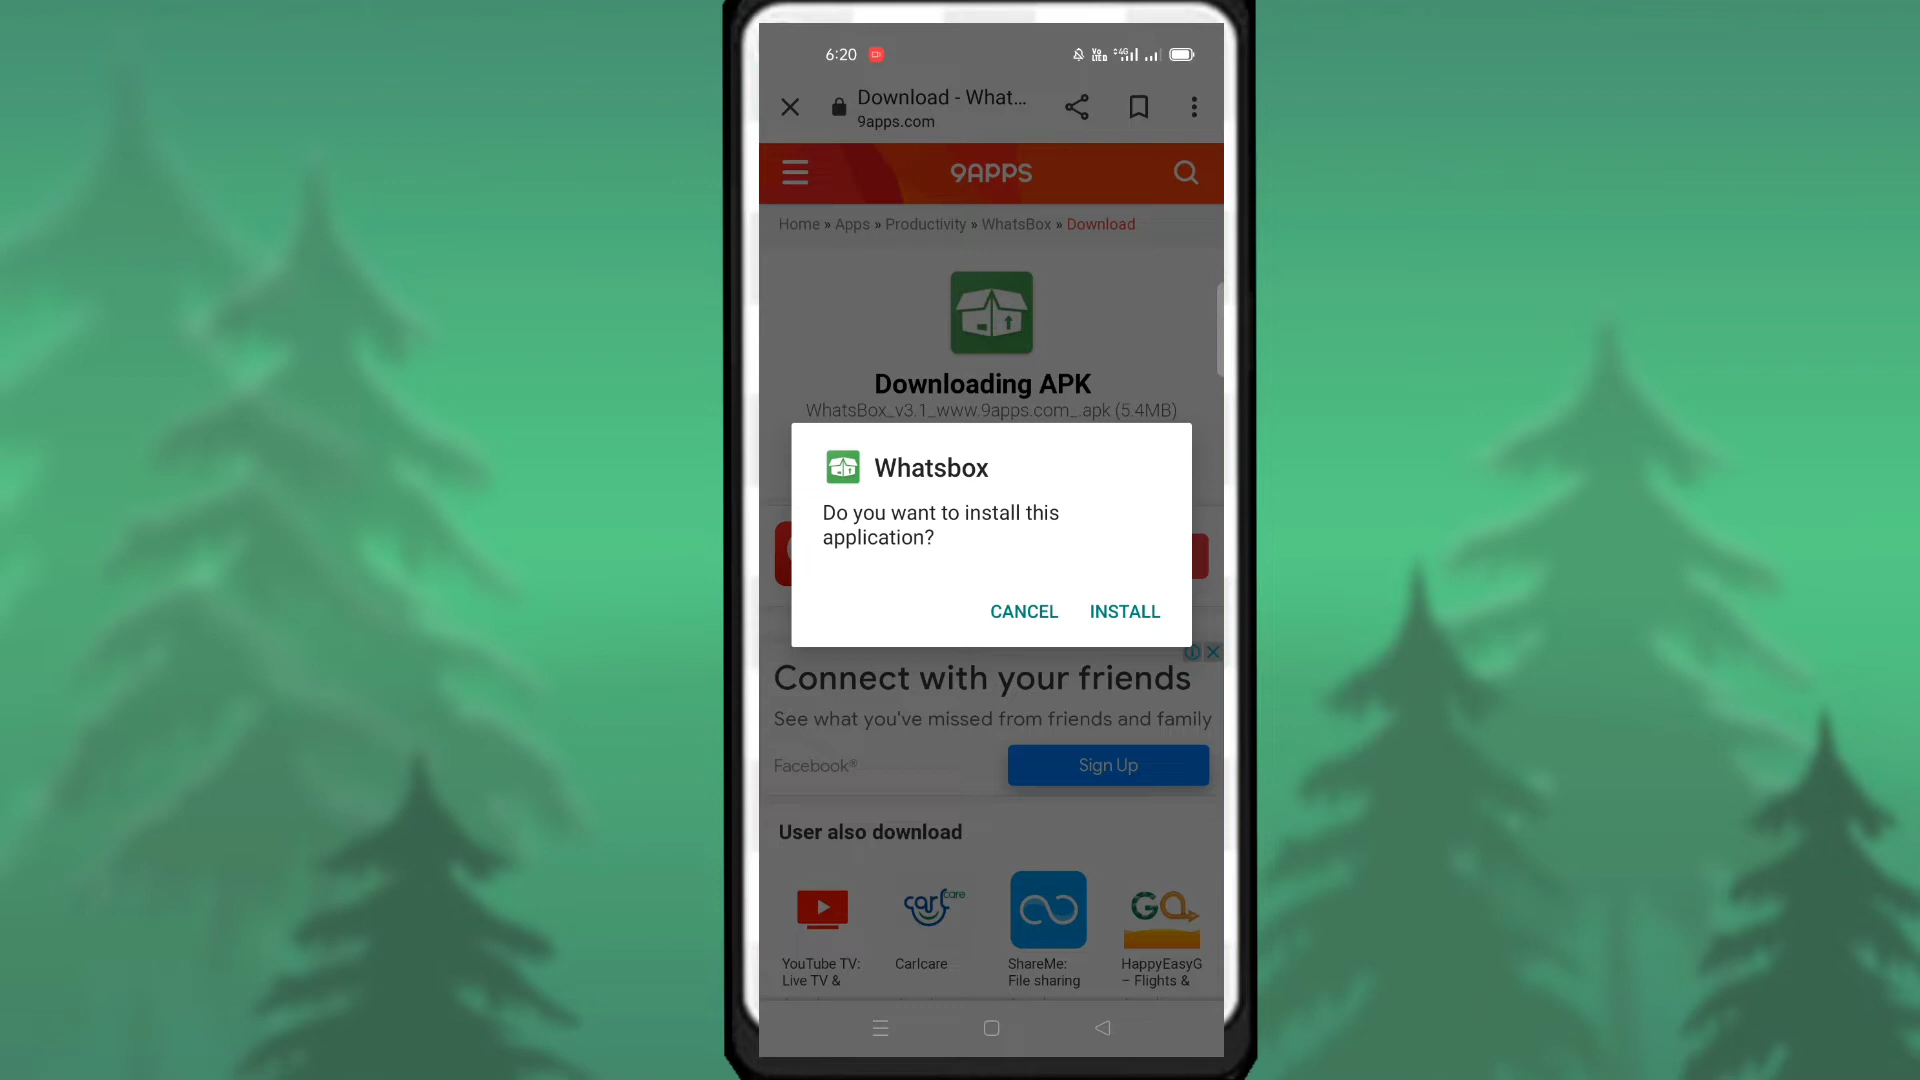 6:20
Download - What...
9apps.com
9APPS
Home » Apps » Productivity » WhatsBox » Download
Downloading APK
WhatsBox_v3.1_www.9apps.com_.apk (5.4MB)
Whatsbox
Do you want to install this
application?
CANCEL INSTALL
Connect with your friends
See what you've missed from friends and family
Facebook®
Sign Up
User also download
YouTube TV:
Live TV &
Carlcare
ShareMe:
File sharing
HappyEasyG
– Flights &